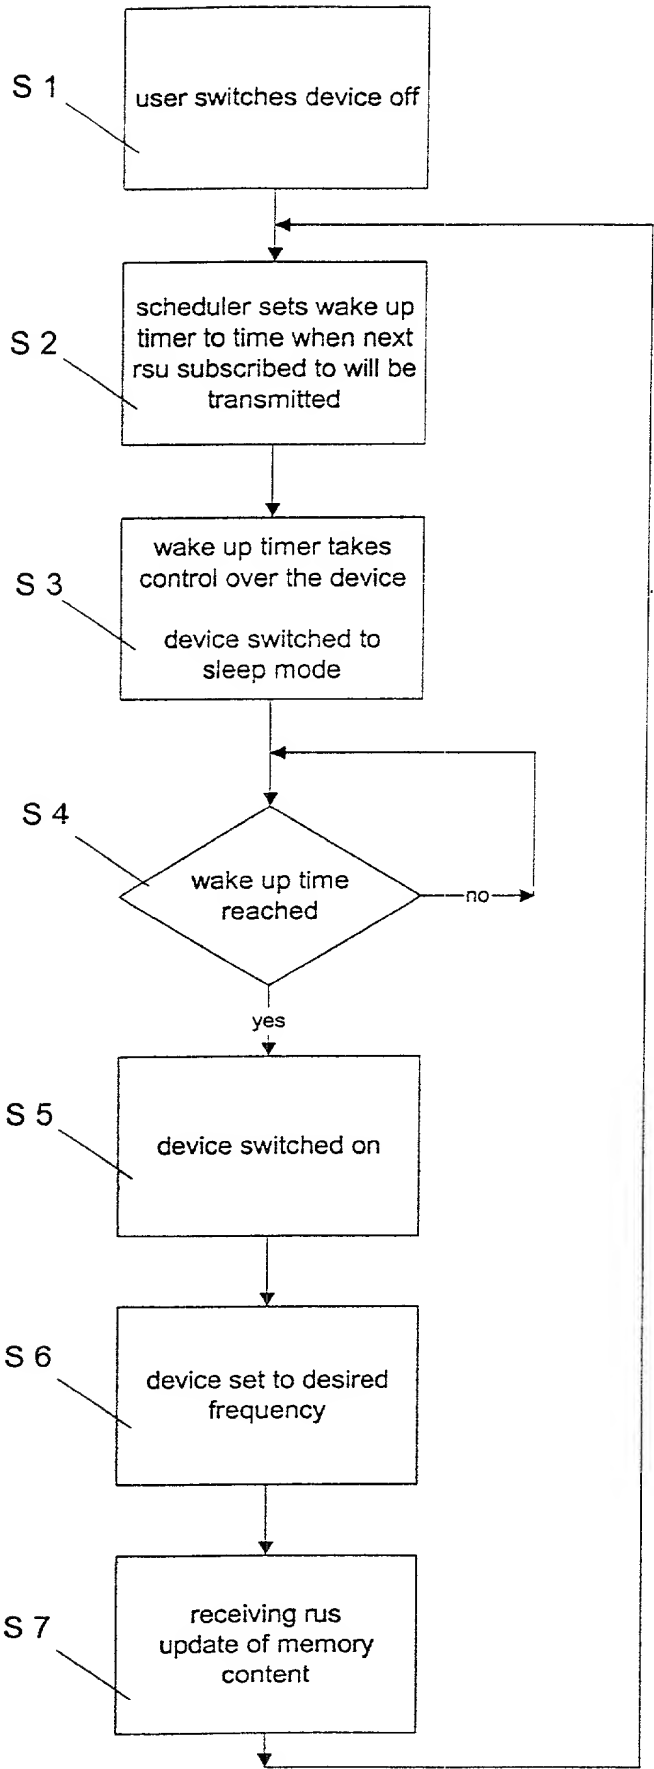 S 1
user switches device off
S 2
scheduler sets wake up
timer to time when next
rsu subscribed to will be
transmitted
S 3
wake up timer takes
control over the device
device switched to
sleep mode
S 4
wake up time
reached
no
yes
S 5
device switched on
S 6
device set to desired
frequency
S 7
receiving rus
update of memory
content